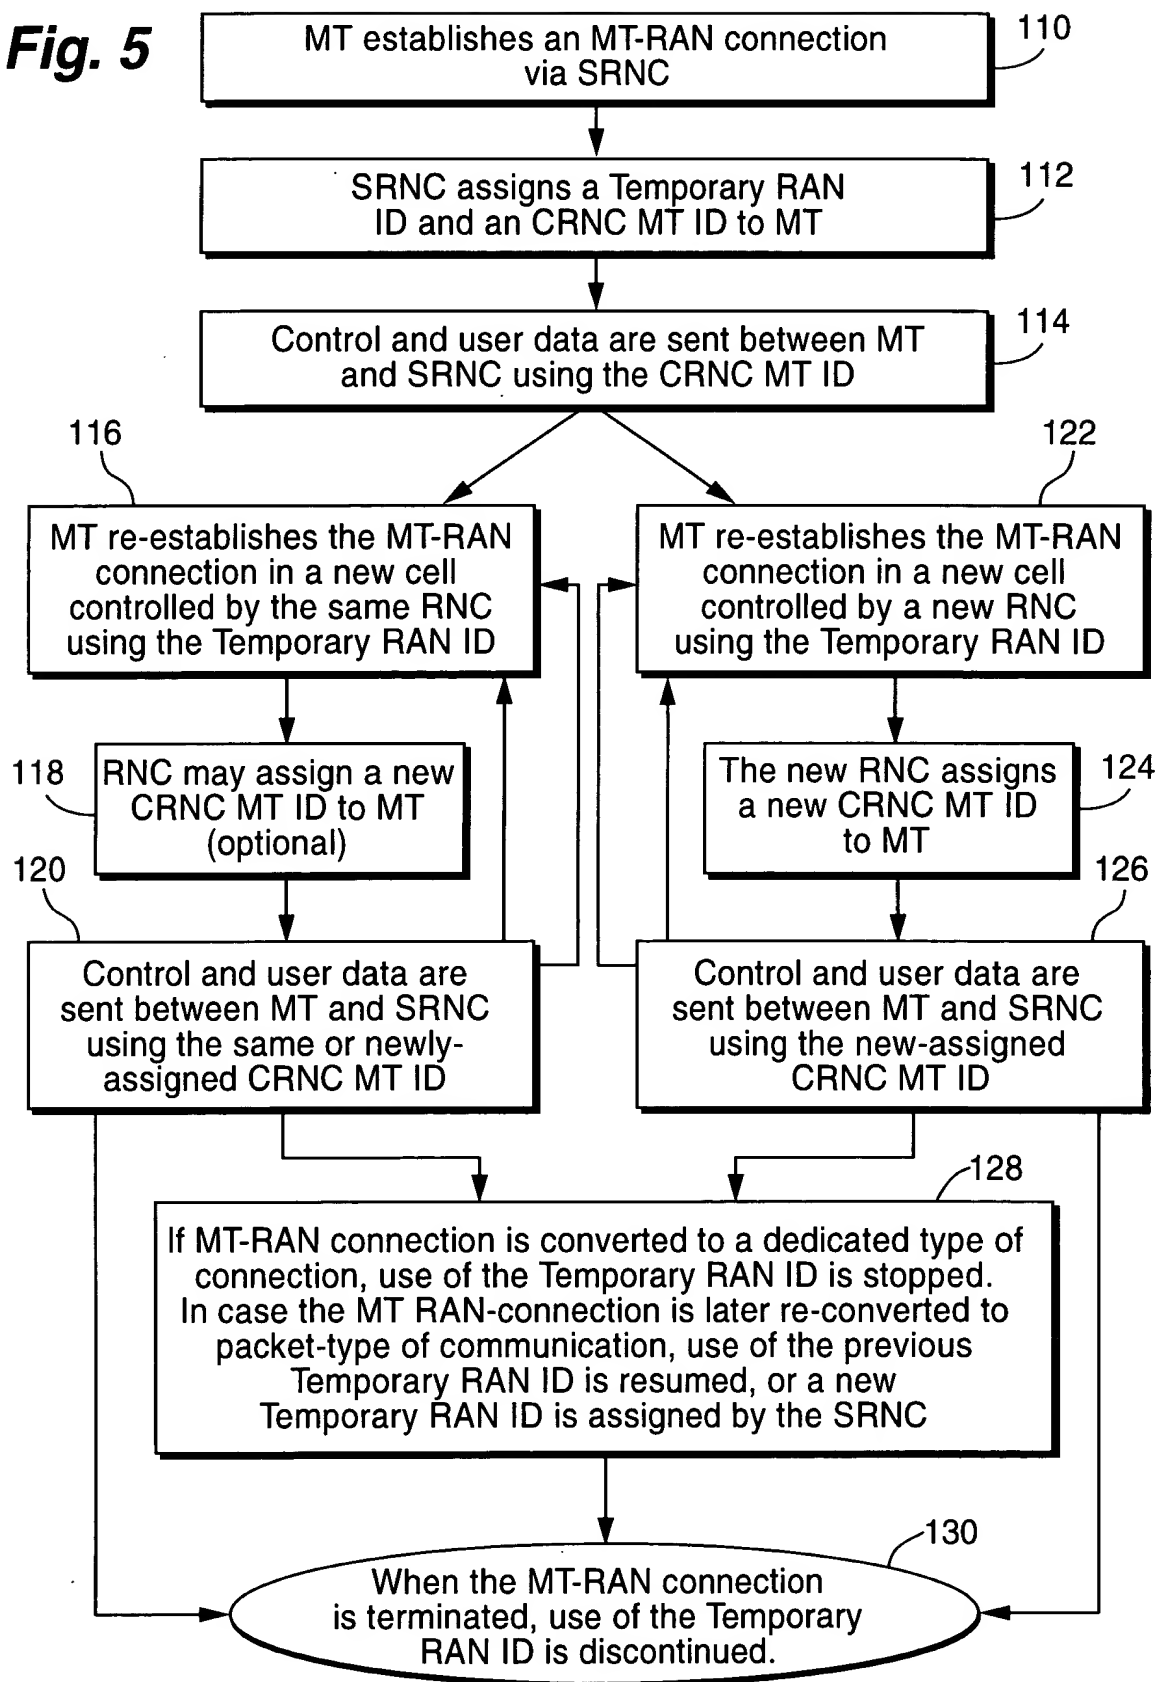 Fig. 5
MT establishes an MT-RAN connection
via SRNC
110
SRNC assigns a Temporary RAN
ID and an CRNC MT ID to MT
112
Control and user data are sent between MT
and SRNC using the CRNC MT ID
114
116
MT re-establishes the MT-RAN
connection in a new cell
controlled by the same RNC
using the Temporary RAN ID
122
MT re-establishes the MT-RAN
connection in a new cell
controlled by a new RNC
using the Temporary RAN ID
118
RNC may assign a new
CRNC MT ID to MT
(optional)
The new RNC assigns
a new CRNC MT ID
to MT
124
120
Control and user data are
sent between MT and SRNC
using the same or newly-
assigned CRNC MT ID
126
Control and user data are
sent between MT and SRNC
using the new-assigned
CRNC MT ID
128
If MT-RAN connection is converted to a dedicated type of
connection, use of the Temporary RAN ID is stopped.
In case the MT RAN-connection is later re-converted to
packet-type of communication, use of the previous
Temporary RAN ID is resumed, or a new
Temporary RAN ID is assigned by the SRNC
130
When the MT-RAN connection
is terminated, use of the Temporary
RAN ID is discontinued.